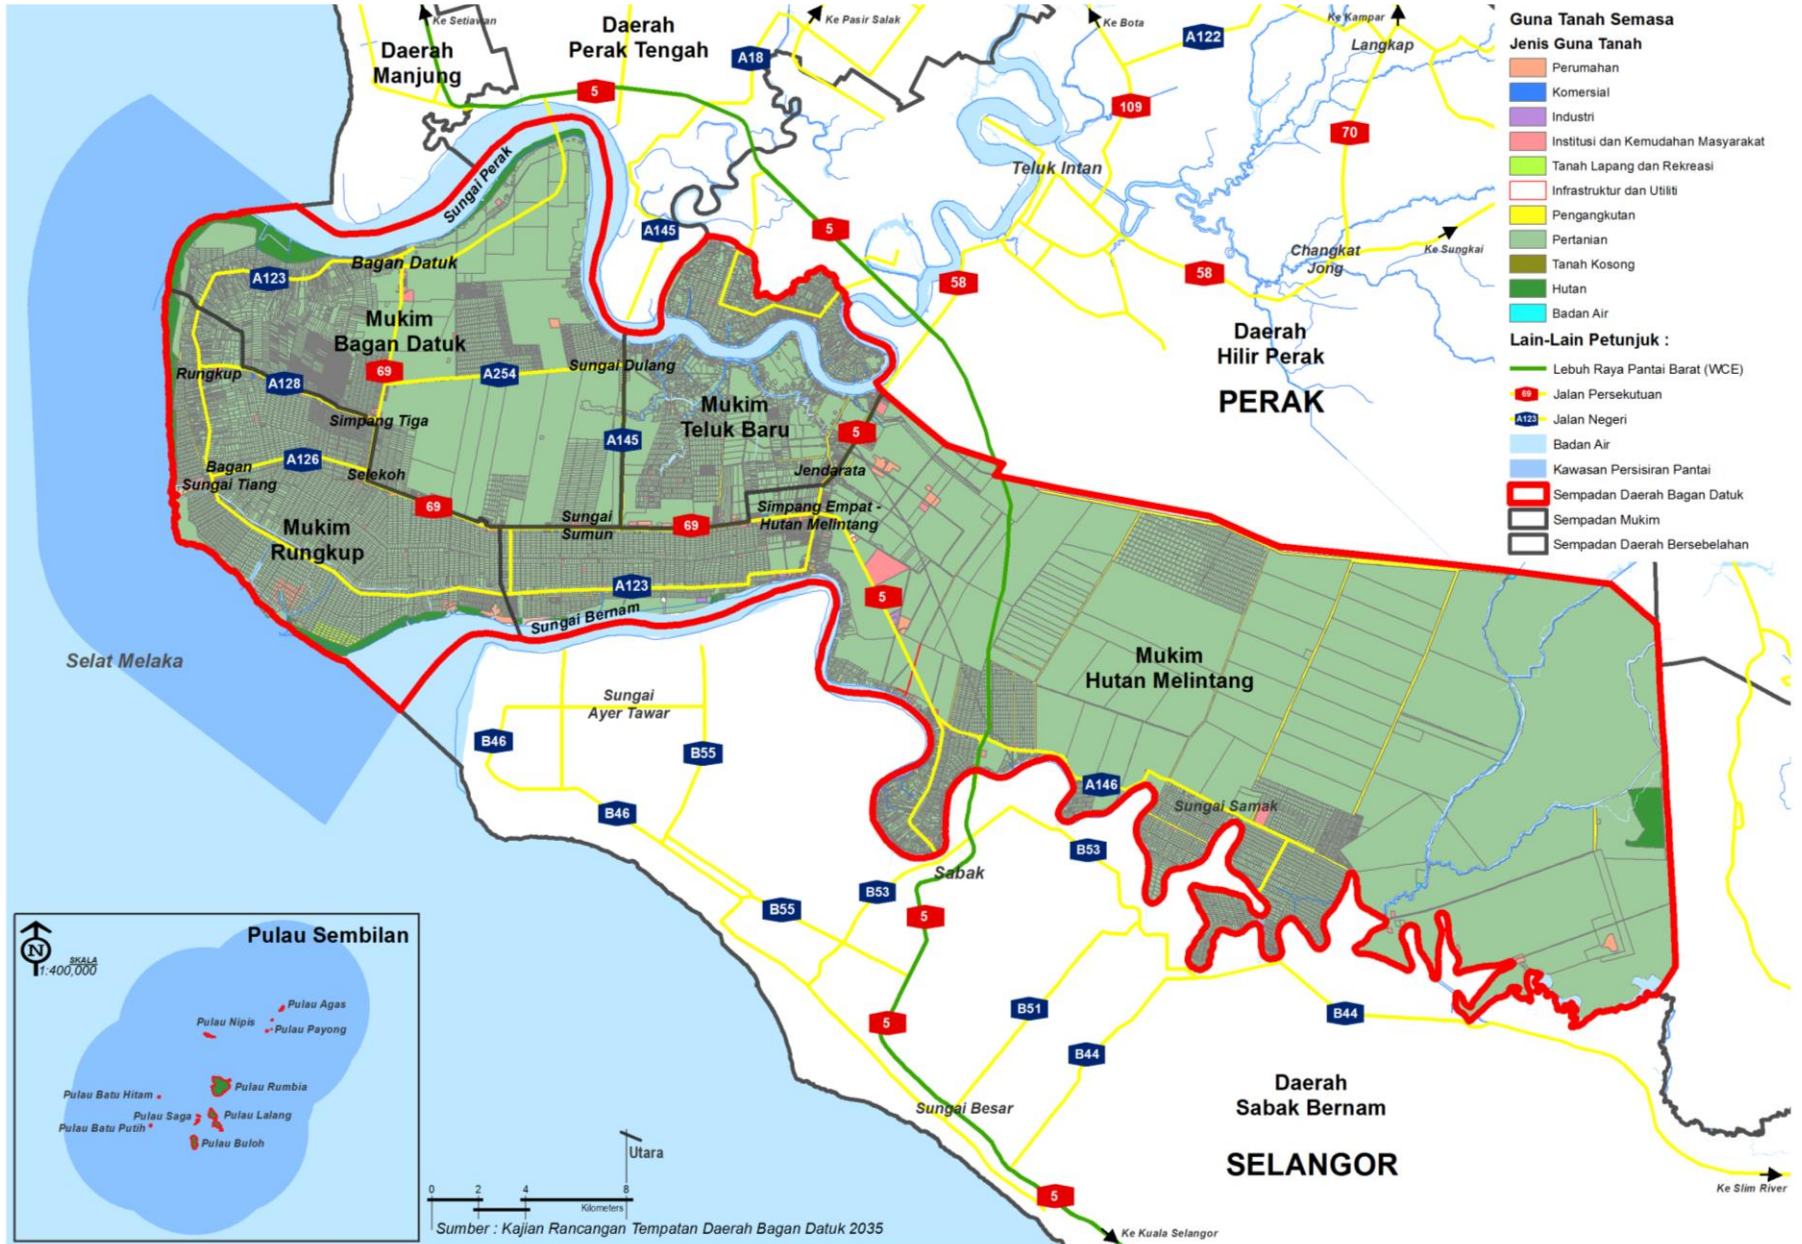 Ke Setiawan
Daerah
Manjung
Daerah
Perak Tengah
Ke Pasir Salak
A18
5
Ke Bota
A122
Ke Kampar
Langkap
109
70
Teluk Intan
Sungai Perak
A145
5
Changkat
Jong
Ke Sungkai
58
58
Bagan Datuk
A123
Mukim
Bagan Datuk
Rungkup
A128
69
A254
Sungai Dulang
Simpang Tiga
Mukim
Teluk Baru
Daerah
Hilir Perak
PERAK
A145
5
Bagan
Sungai Tiang
A126
Selekoh
Jendarata
69
Sungai
Sumun
69
Simpang Empat -
Hutan Melintang
Mukim
Rungkup
A123
Sungai Bernam
5
Selat Melaka
Mukim
Hutan Melintang
Sungai
Ayer Tawar
B46
B55
B46
A146
Sungai Samak
B53
Sabak
B53
B55
5
5
B51
B44
B44
Sungai Besar
Daerah
Sabak Bernam
SELANGOR
5
Ke Slim River
Ke Kuala Selangor
Guna Tanah Semasa
Jenis Guna Tanah
Perumahan
Komersial
Industri
Institusi dan Kemudahan Masyarakat
Tanah Lapang dan Rekreasi
Infrastruktur dan Utiliti
Pengangkutan
Pertanian
Tanah Kosong
Hutan
Badan Air
Lain-Lain Petunjuk :
Lebuh Raya Pantai Barat (WCE)
69 Jalan Persekutuan
A123 Jalan Negeri
Badan Air
Kawasan Persisiran Pantai
Sempadan Daerah Bagan Datuk
Sempadan Mukim
Sempadan Daerah Bersebelahan
Pulau Sembilan
N
SKALA
1:400,000
Pulau Agas
Pulau Nipis
Pulau Payong
Pulau Rumbia
Pulau Batu Hitam
Pulau Saga
Pulau Lalang
Pulau Batu Putih
Pulau Buloh
Utara
0 2 4 8
Kilometers
Sumber : Kajian Rancangan Tempatan Daerah Bagan Datuk 2035